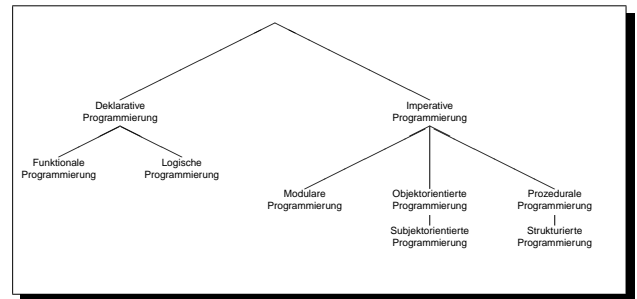 Deklarative
Programmierung
Imperative
Programmierung
Funktionale
Programmierung
Logische
Programmierung
Modulare
Programmierung
Objektorientierte
Programmierung
Prozedurale
Programmierung
Subjektorientierte
Programmierung
Strukturierte
Programmierung